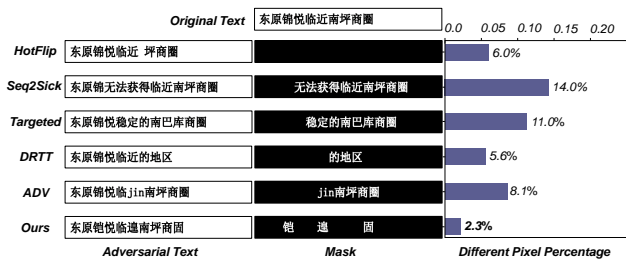 Original Text 东原锦悦临近南坪商圈 0.0 0.05 0.10 0.15 0.20
HotFlip 东原锦悦临近 坪商圈 6.0%
Seq2Sick 东原锦无法获得临近南坪商圈 无法获得临近南坪商圈 14.0%
Targeted 东原锦悦稳定的南巴库商圈 稳定的南巴库商圈 11.0%
DRTT 东原锦悦临近的地区 的地区 5.6%
ADV 东原锦悦临jin南坪商圈 jin南坪商圈 8.1%
Ours 东原铠悦临遑南坪商固 铠 遑 固 2.3%
Adversarial Text Mask Different Pixel Percentage